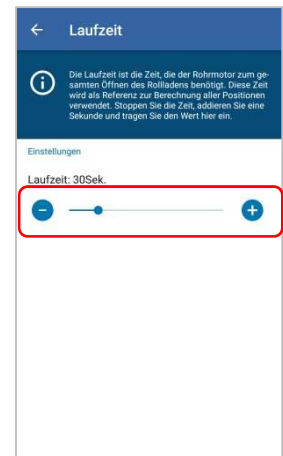 Laufzeit
Die Laufzeit ist die Zeit, die der Rohrmotor zum ge-
samten Öffnen des Rollladens benötigt. Diese Zeit
wird als Referenz zur Berechnung aller Positionen
verwendet. Stoppen Sie die Zeit, addieren Sie eine
Sekunde und tragen Sie den Wert hier ein.
Einstellungen
Laufzeit: 30Sek.